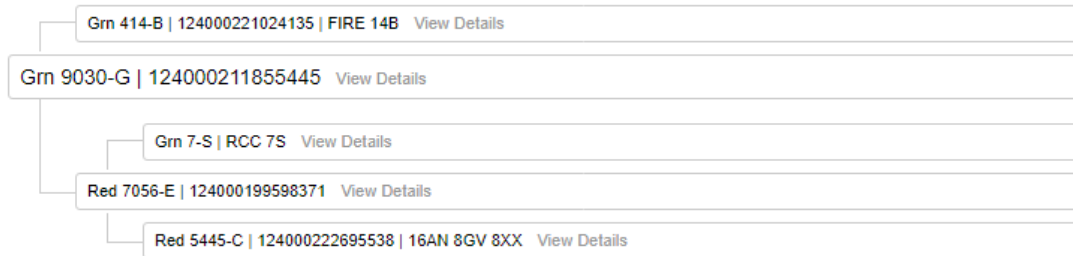 Grn 414-B | 124000221024135 | FIRE 14B View Details
Grn 9030-G | 124000211855445 View Details
Grn 7-S | RCC 7S View Details
Red 7056-E | 124000199598371 View Details
Red 5445-C | 124000222695538 | 16AN 8GV 8XX View Details